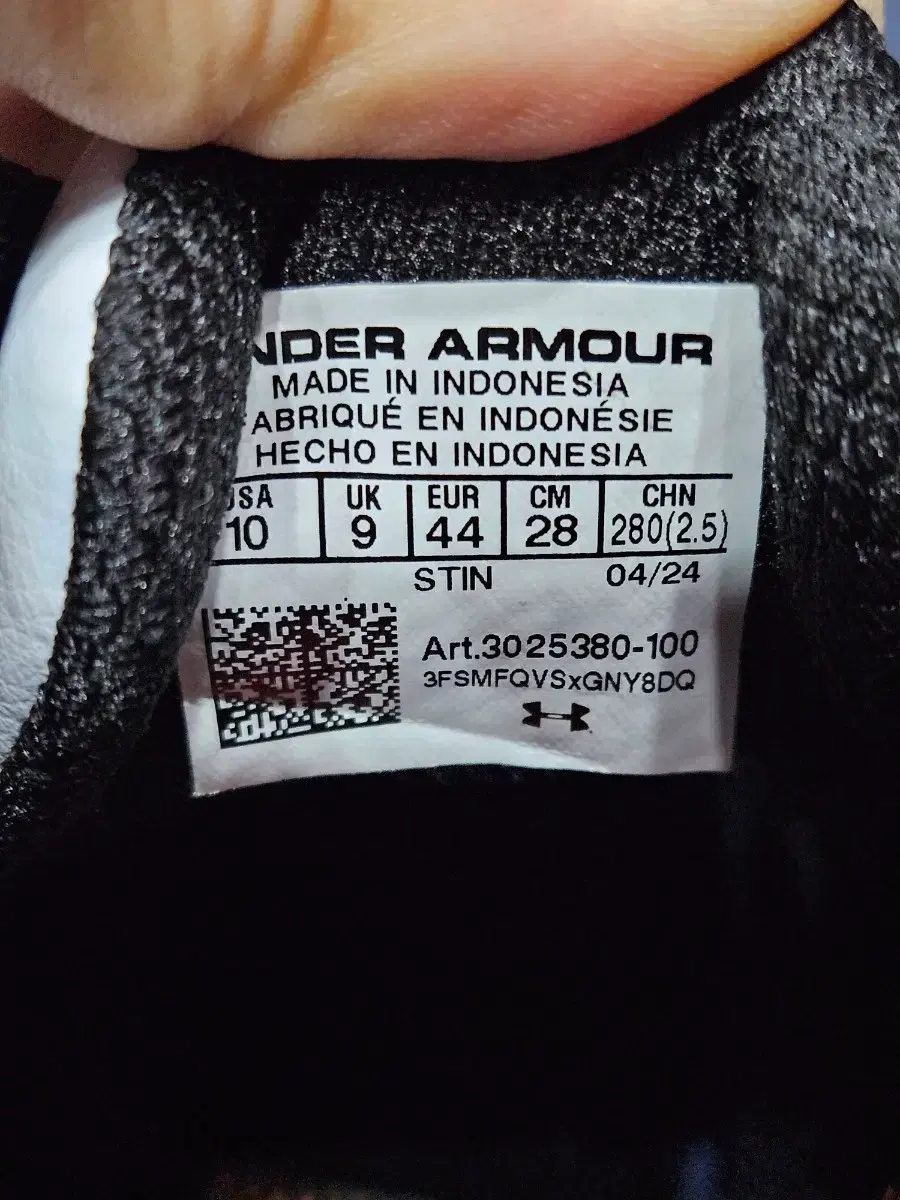 NDER ARMOUR
MADE IN INDONESIA
FABRIQUÉ EN INDONÉSIE
HECHO EN INDONESIA
USA UK EUR CM CHN
10 9 44 28 280(2.5)
STIN 04/24
Art.3025380-100
3FSMFQVSxGNY8DQ